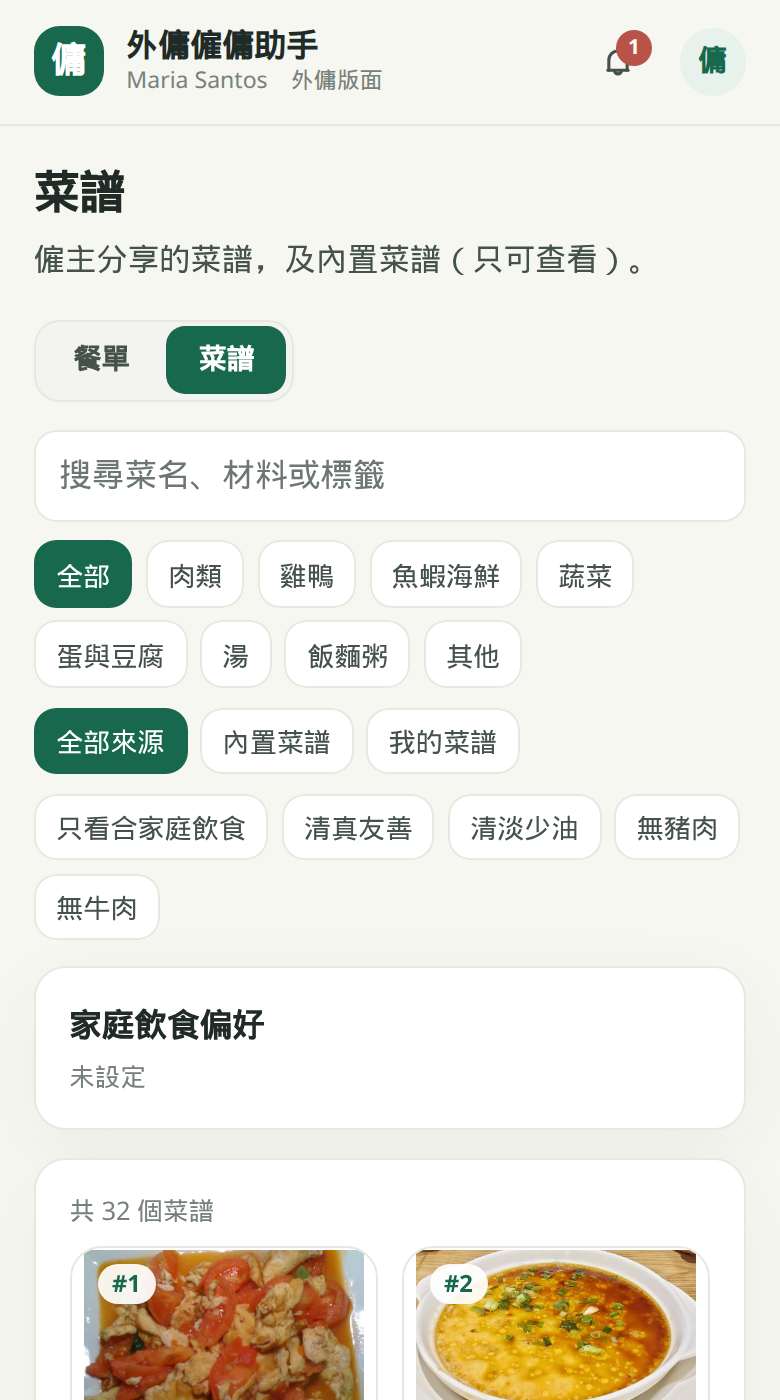 傭
外傭僱傭助手
Maria Santos 外傭版面
1
傭
菜譜
僱主分享的菜譜，及內置菜譜（只可查看）。
餐單 菜譜
搜尋菜名、材料或標籤
全部 肉類 雞鴨 魚蝦海鮮 蔬菜
蛋與豆腐 湯 飯麵粥 其他
全部來源 內置菜譜 我的菜譜
只看合家庭飲食 清真友善 清淡少油 無豬肉
無牛肉
家庭飲食偏好
未設定
共 32 個菜譜
#1 #2